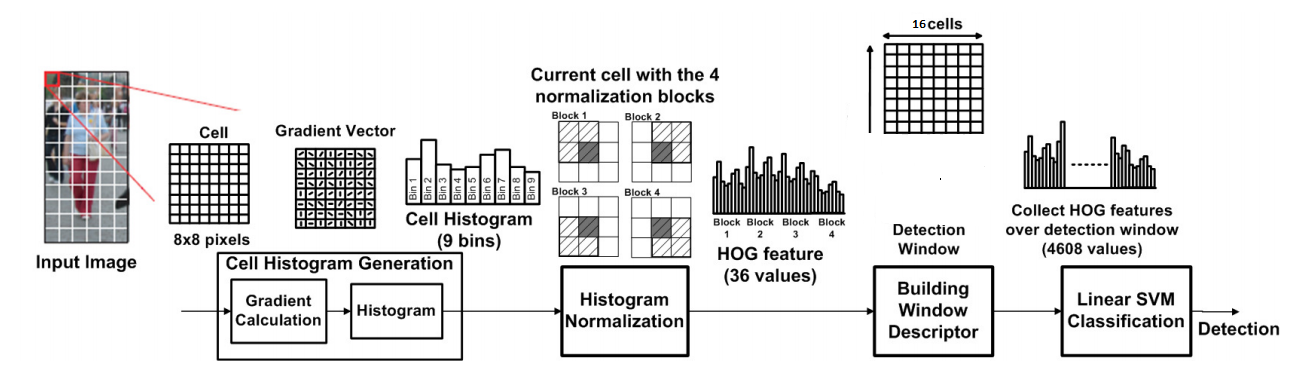 16 cells
Current cell with the 4
normalization blocks
Block 1
Block 2
Cell
Gradient Vector
Bin 1
Bin 2
Bin 3
Bin 4
Bin 5
Bin 6
Bin 7
Bin 8
Bin 9
Block 3
Block 4
Cell Histogram
(9 bins)
8x8 pixels
Input Image
Block
1
Block
2
Block
3
Block
4
HOG feature
(36 values)
Detection
Window
Collect HOG features
over detection window
(4608 values)
Cell Histogram Generation
Gradient
Calculation
Histogram
Histogram
Normalization
Building
Window
Descriptor
Linear SVM
Classification
Detection